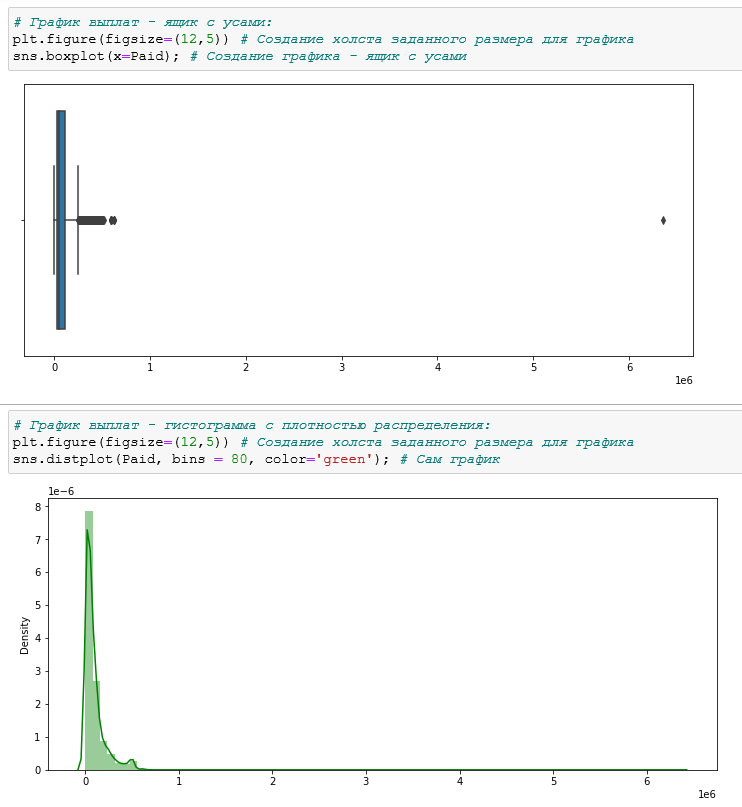 # График выплат - ящик с усами:
plt.figure(figsize=(12,5)) # Создание холста заданного размера для графика
sns.boxplot(x=Paid); # Создание графика - ящик с усами
0 1 2 3 4 5 6
1e6
# График выплат - гистограмма с плотностью распределения:
plt.figure(figsize=(12,5)) # Создание холста заданного размера для графика
sns.distplot(Paid, bins = 80, color='green'); # Сам график
1e-6
8
7
6
5
4
3
2
1
0
Density
0 1 2 3 4 5 6
1e6